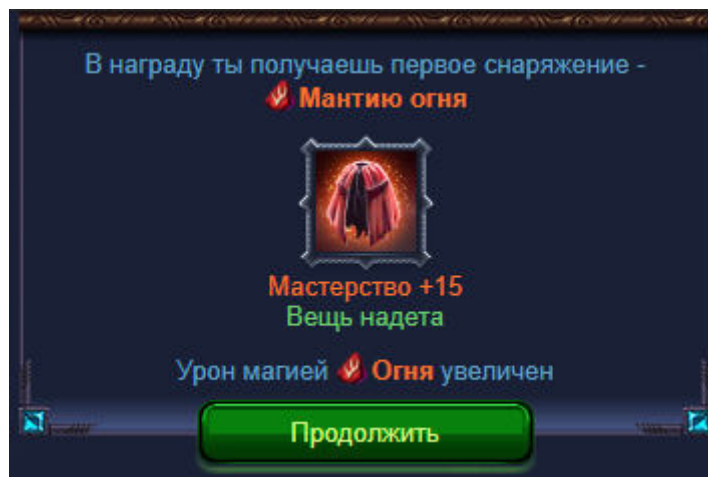 В награду ты получаешь первое снаряжение -
Мантию огня
Мастерство +15
Вещь надета
Урон магией Огня увеличен
Продолжить